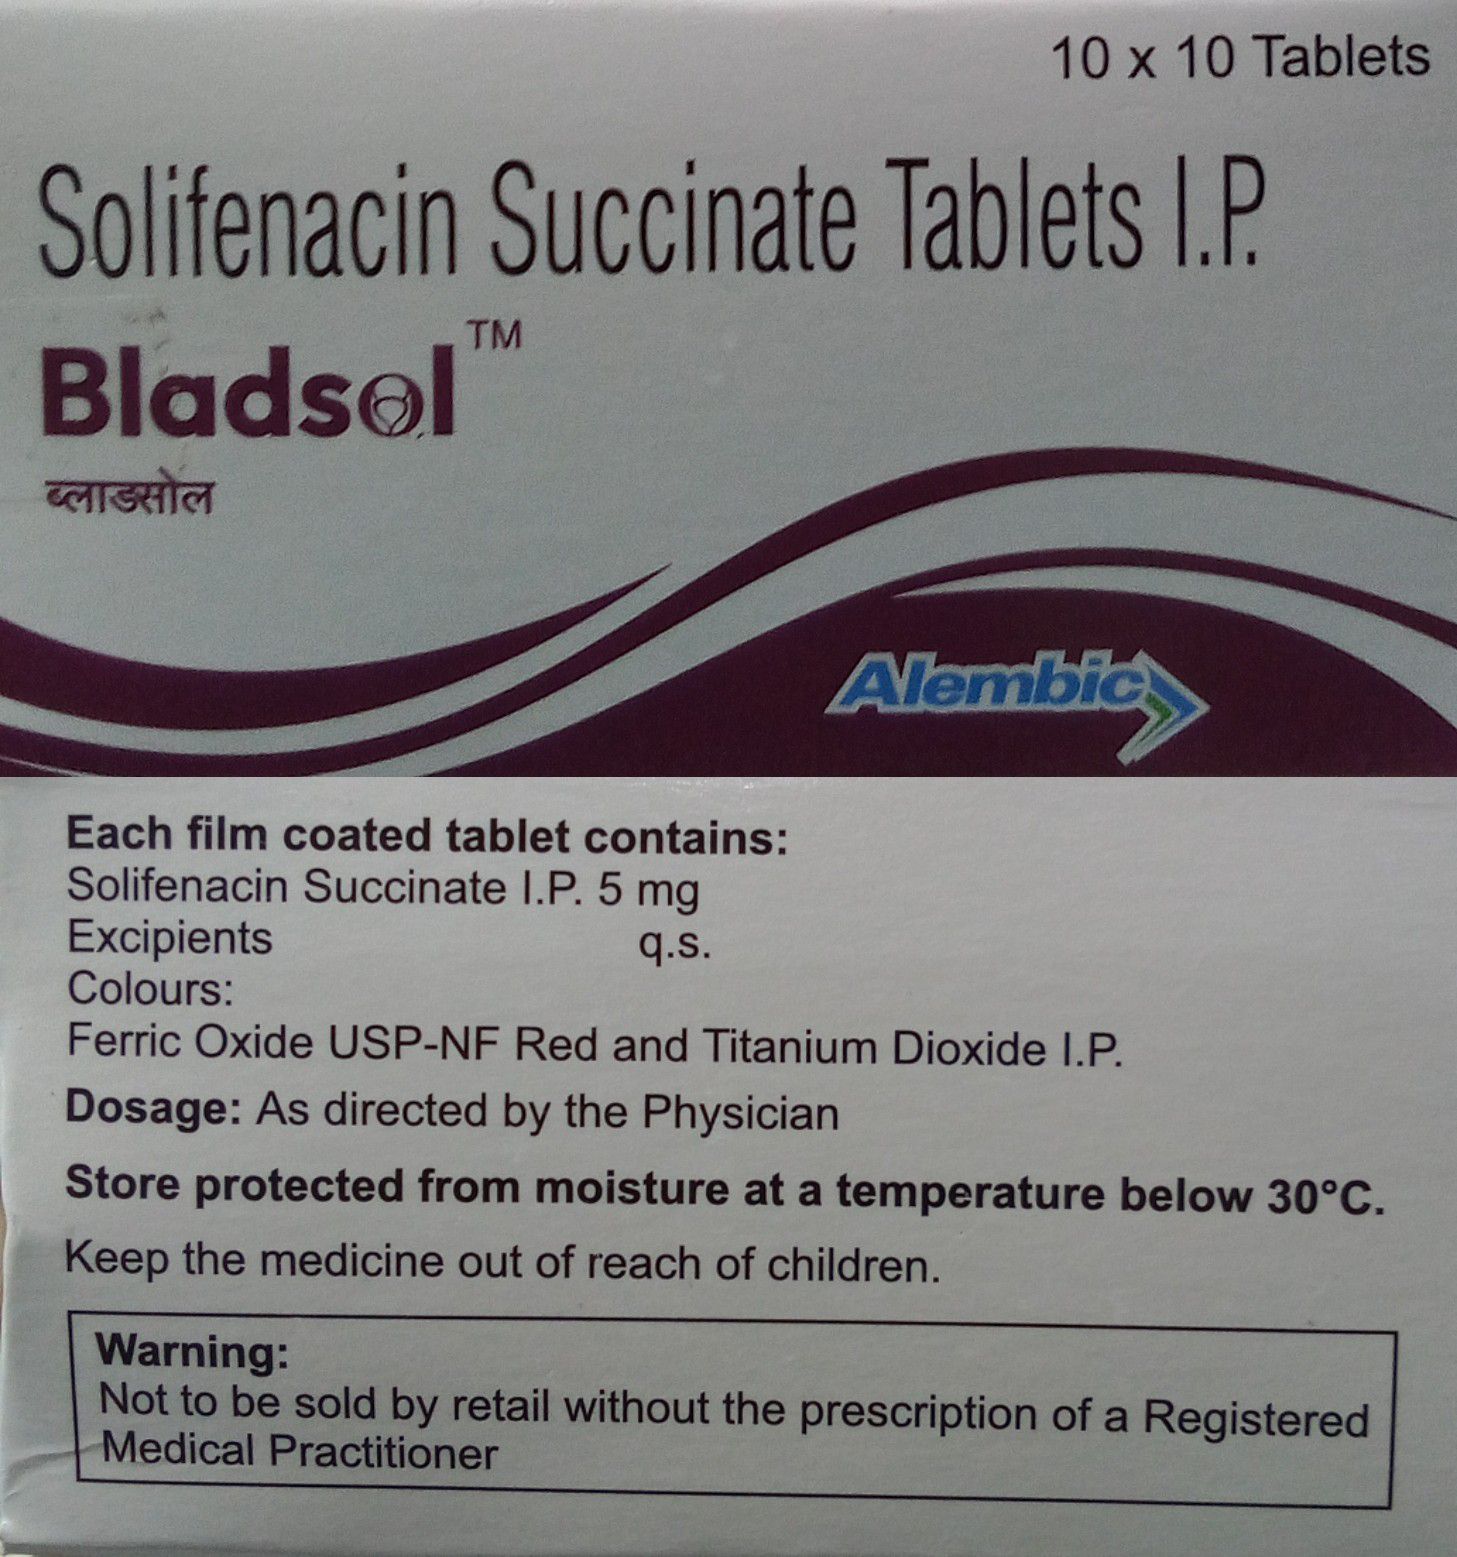 10 x 10 Tablets
Solifenacin Succinate Tablets I.P.
Bladsol™
ब्लाडसोल
Alembic
Each film coated tablet contains:
Solifenacin Succinate I.P. 5 mg
Excipients q.s.
Colours:
Ferric Oxide USP-NF Red and Titanium Dioxide I.P.
Dosage: As directed by the Physician
Store protected from moisture at a temperature below 30°C.
Keep the medicine out of reach of children.
Warning:
Not to be sold by retail without the prescription of a Registered
Medical Practitioner